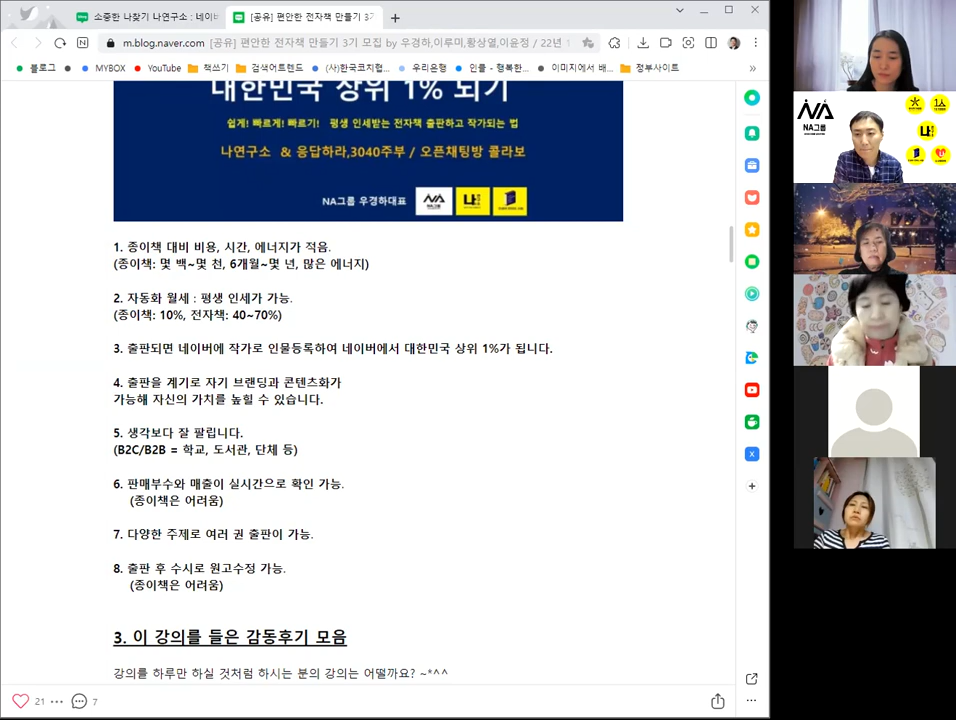 소중한 나찾기 나연구소 : 네이버
[공유] 편안한 전자책 만들기 3기
m.blog.naver.com [공유] 편안한 전자책 만들기 3기 모집 by 우경하,이루미,황상열,이윤정 / 22년 1
블로그
MYBOX
YouTube
책쓰기
검색어트렌드
(사)한국코치협...
우리은행
인클 - 행복한...
이미지에서 배...
정부사이트
대한민국 상위 1% 되기
쉽게! 빠르게! 빠르기! 평생 인세받는 전자책 출판하고 작가되는 법
나연구소 & 응답하라,3040주부 / 오픈채팅방 콜라보
NA그룹 우경하대표
1. 종이책 대비 비용, 시간, 에너지가 적음.
(종이책: 몇 백~몇 천, 6개월~몇 년, 많은 에너지)
2. 자동화 월세 : 평생 인세가 가능.
(종이책: 10%, 전자책: 40~70%)
3. 출판되면 네이버에 작가로 인물등록하여 네이버에서 대한민국 상위 1%가 됩니다.
4. 출판을 계기로 자기 브랜딩과 콘텐츠화가
가능해 자신의 가치를 높힐 수 있습니다.
5. 생각보다 잘 팔립니다.
(B2C/B2B = 학교, 도서관, 단체 등)
6. 판매부수와 매출이 실시간으로 확인 가능.
(종이책은 어려움)
7. 다양한 주제로 여러 권 출판이 가능.
8. 출판 후 수시로 원고수정 가능.
(종이책은 어려움)
3. 이 강의를 들은 감동후기 모음
강의를 하루만 하실 것처럼 하시는 분의 강의는 어떨까요? ~*^^
21
7
NA그룹